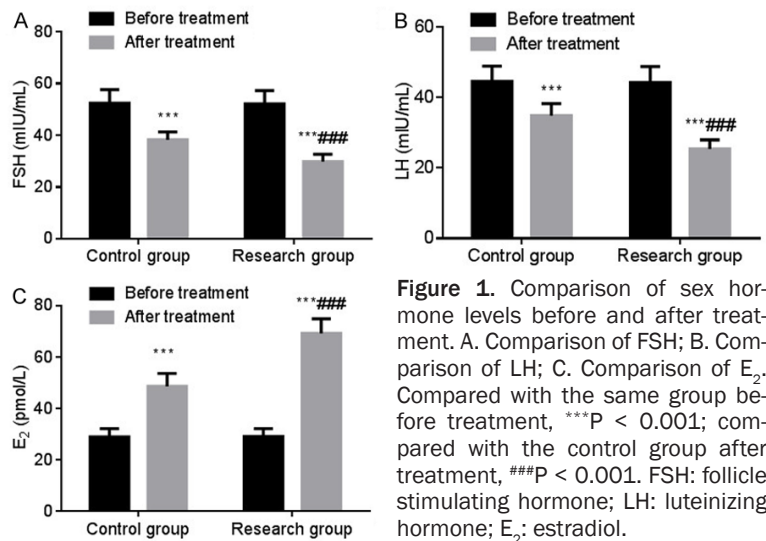 A
Before treatment
After treatment
80
60
40
20
0
FSH (mIU/mL)
***
***###
Control group
Research group
B
Before treatment
After treatment
60
40
20
0
LH (mIU/mL)
***
***###
Control group
Research group
C
Before treatment
After treatment
80
60
40
20
0
E₂ (pmol/L)
***
***###
Control group
Research group
Figure 1. Comparison of sex hor-
mone levels before and after treat-
ment. A. Comparison of FSH; B. Com-
parison of LH; C. Comparison of E₂.
Compared with the same group be-
fore treatment, ***P < 0.001; com-
pared with the control group after
treatment, ###P < 0.001. FSH: follicle
stimulating hormone; LH: luteinizing
hormone; E₂: estradiol.